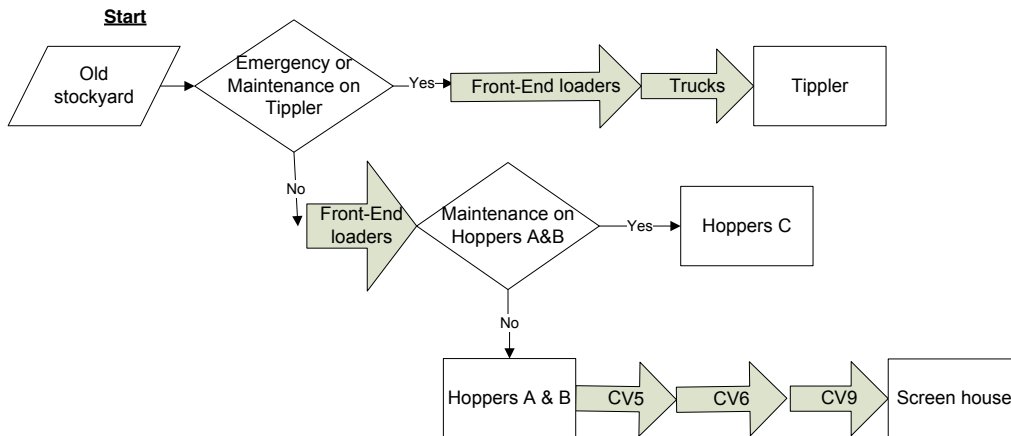 Start
Old
stockyard
Emergency or
Maintenance on
Tippler
Yes
Front-End loaders
Trucks
Tippler
No
Front-End
loaders
Maintenance on
Hoppers A&B
Yes
Hoppers C
No
Hoppers A & B
CV5
CV6
CV9
Screen house